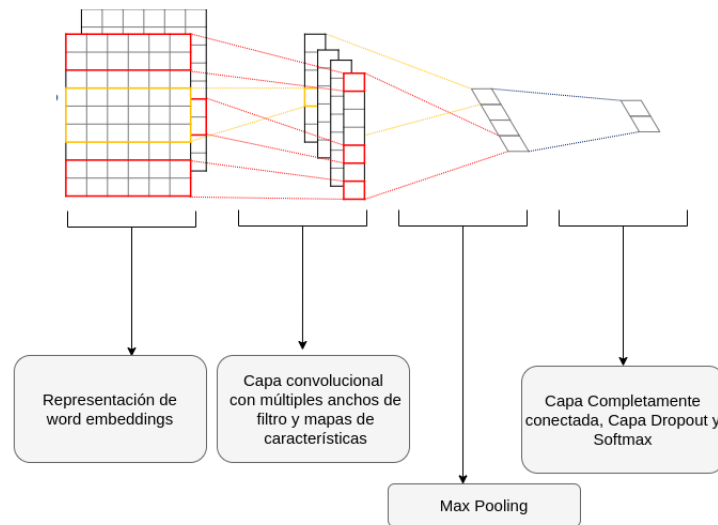 Representación de
word embeddings
Capa convolucional
con múltiples anchos de
filtro y mapas de
características
Max Pooling
Capa Completamente
conectada, Capa Dropout y
Softmax